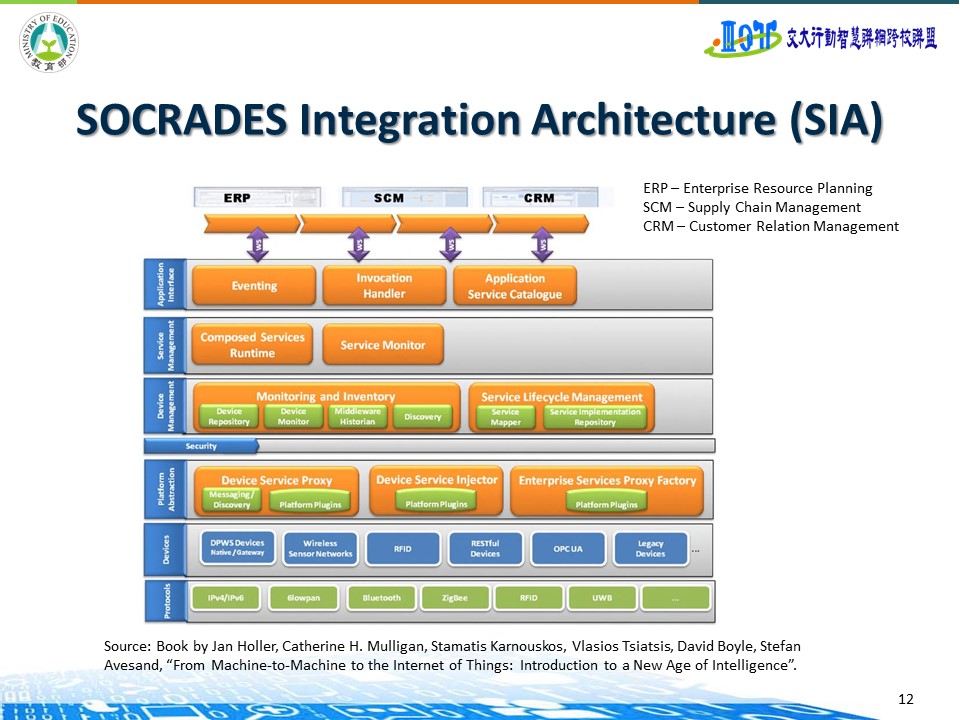 MINISTRY OF EDUCATION
教育部
交大行動智慧聯網跨校聯盟
SOCRADES Integration Architecture (SIA)
ERP – Enterprise Resource Planning
SCM – Supply Chain Management
CRM – Customer Relation Management
ERP SCM CRM
WS WS WS WS
Application
Interface
Eventing
Invocation
Handler
Application
Service Catalogue
Service
Management
Composed Services
Runtime
Service Monitor
Device
Management
Monitoring and Inventory
Device
Repository
Device
Monitor
Middleware
Historian
Discovery
Service Lifecycle Management
Service
Mapper
Service Implementation
Repository
Security
Platform
Abstraction
Device Service Proxy
Messaging /
Discovery
Platform Plugins
Device Service Injector
Platform Plugins
Enterprise Services Proxy Factory
Platform Plugins
Devices
DPWS Devices
Native / Gateway
Wireless
Sensor Networks
RFID
RESTful
Devices
OPC UA
Legacy
Devices
...
Protocols
IPv4/IPv6
6lowpan
Bluetooth
ZigBee
RFID
UWB
...
Source: Book by Jan Holler, Catherine H. Mulligan, Stamatis Karnouskos, Vlasios Tsiatsis, David Boyle, Stefan
Avesand, “From Machine-to-Machine to the Internet of Things: Introduction to a New Age of Intelligence”.
12